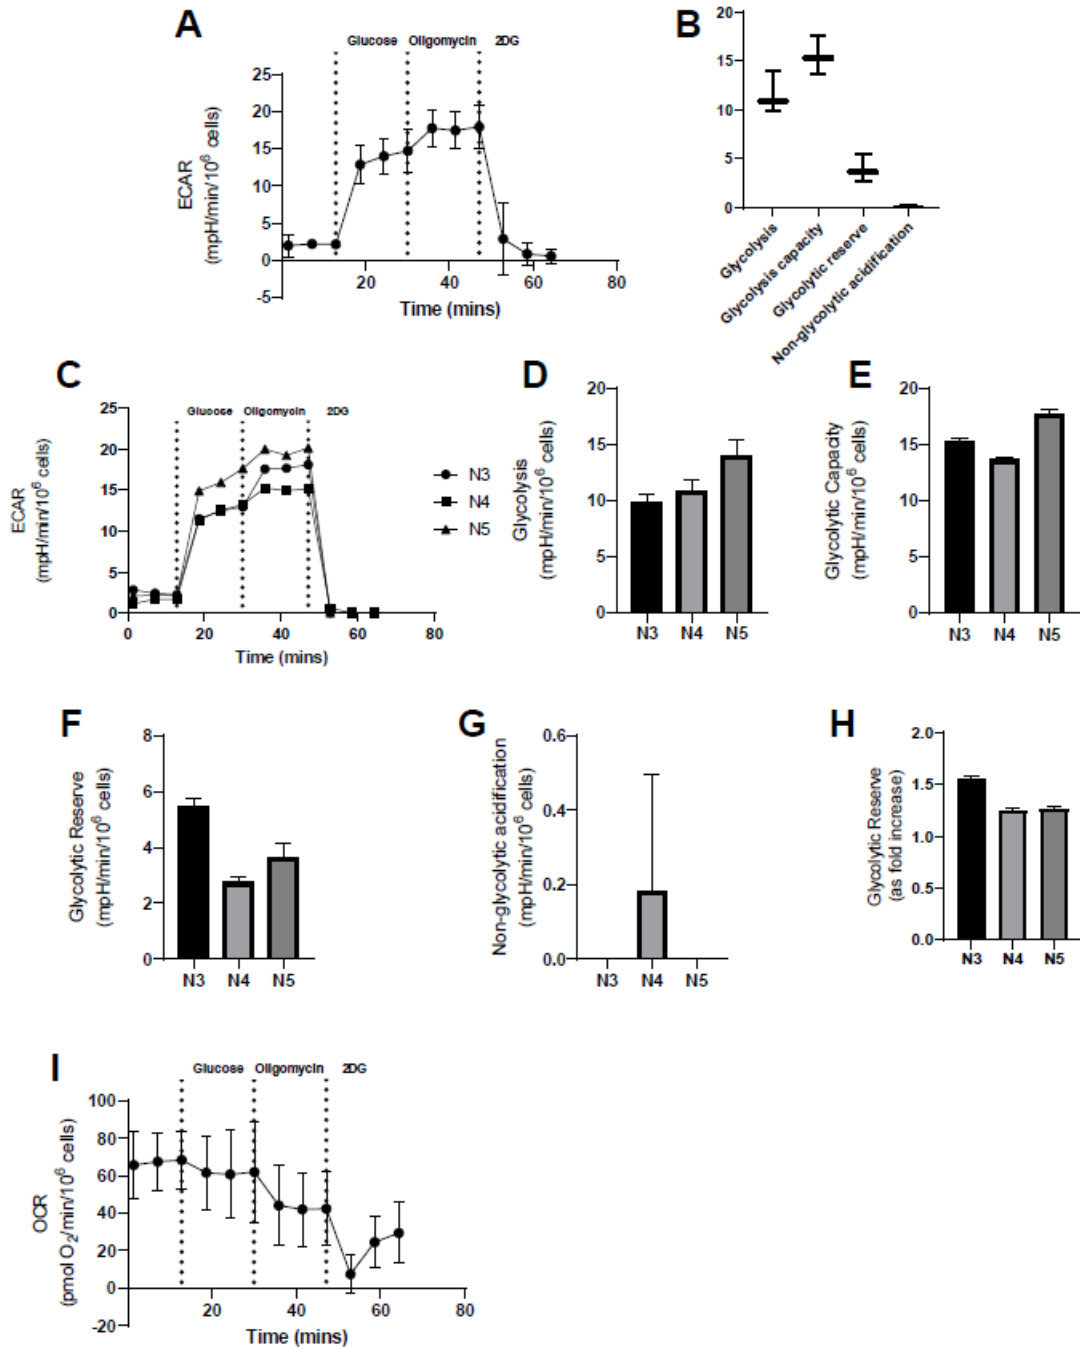 A
Glucose Oligomycin 2DG
25
20
15
10
5
0
-5
ECAR
(mpH/min/10⁶ cells)
20 40 60 80
Time (mins)
B
20
15
10
5
0
Glycolysis
Glycolysis capacity
Glycolytic reserve
Non-glycolytic acidification
C
Glucose Oligomycin 2DG
25
20
15
10
5
0
ECAR
(mpH/min/10⁶ cells)
0 20 40 60 80
Time (mins)
N3
N4
N5
D
20
15
10
5
0
Glycolysis
(mpH/min/10⁶ cells)
N3 N4 N5
E
20
15
10
5
0
Glycolytic Capacity
(mpH/min/10⁶ cells)
N3 N4 N5
F
8
6
4
2
0
Glycolytic Reserve
(mpH/min/10⁶ cells)
N3 N4 N5
G
0.6
0.4
0.2
0.0
Non-glycolytic acidification
(mpH/min/10⁶ cells)
N3 N4 N5
H
2.0
1.5
1.0
0.5
0.0
Glycolytic Reserve
(as fold increase)
N3 N4 N5
I
Glucose Oligomycin 2DG
100
80
60
40
20
0
-20
OCR
(pmol O₂/min/10⁶ cells)
20 40 60 80
Time (mins)